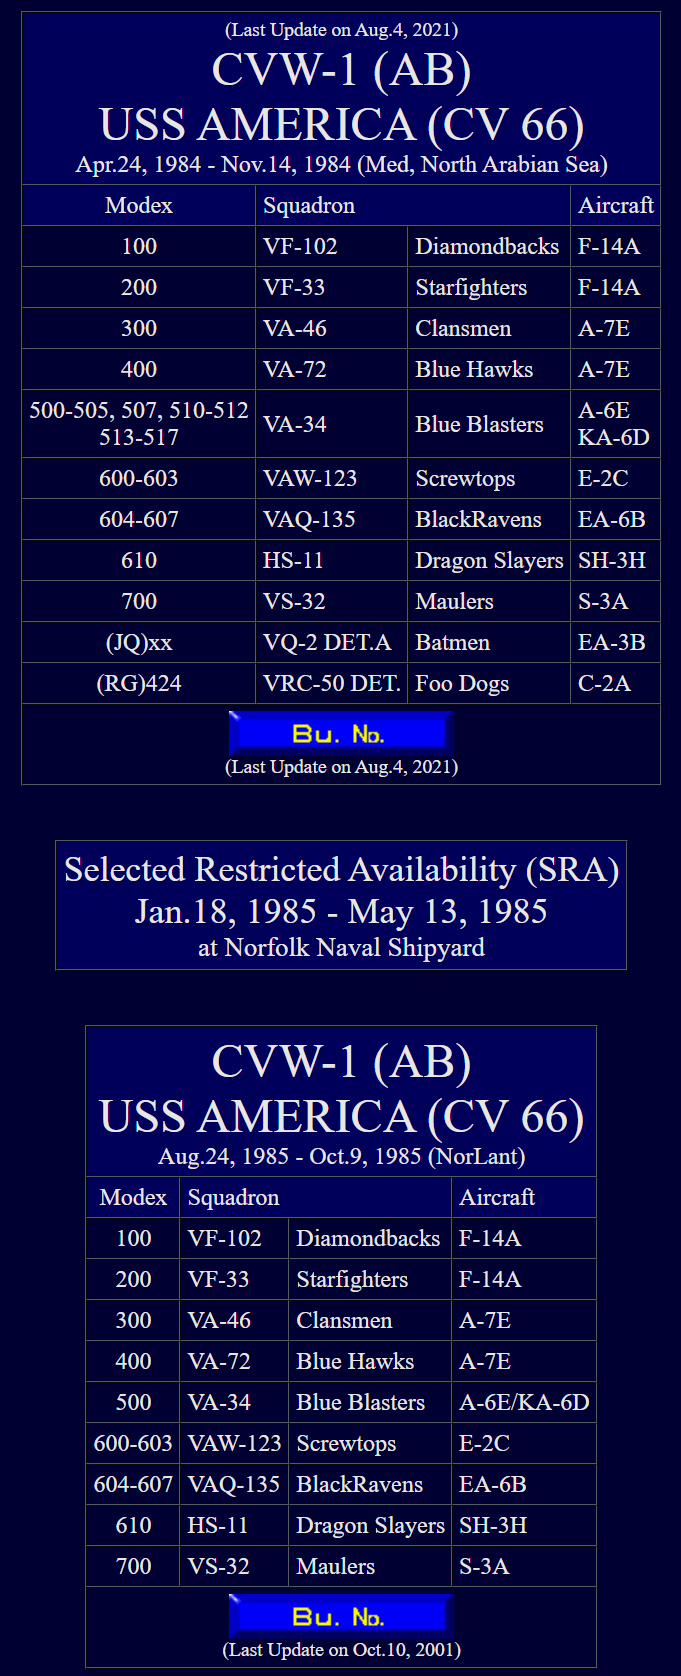 (Last Update on Aug.4, 2021)
CVW-1 (AB)
USS AMERICA (CV 66)
Apr.24, 1984 - Nov.14, 1984 (Med, North Arabian Sea)
Modex Squadron Aircraft
100 VF-102 Diamondbacks F-14A
200 VF-33 Starfighters F-14A
300 VA-46 Clansmen A-7E
400 VA-72 Blue Hawks A-7E
500-505, 507, 510-512
513-517 VA-34 Blue Blasters A-6E
KA-6D
600-603 VAW-123 Screwtops E-2C
604-607 VAQ-135 BlackRavens EA-6B
610 HS-11 Dragon Slayers SH-3H
700 VS-32 Maulers S-3A
(JQ)xx VQ-2 DET.A Batmen EA-3B
(RG)424 VRC-50 DET. Foo Dogs C-2A
Bu. No.
(Last Update on Aug.4, 2021)
Selected Restricted Availability (SRA)
Jan.18, 1985 - May 13, 1985
at Norfolk Naval Shipyard
CVW-1 (AB)
USS AMERICA (CV 66)
Aug.24, 1985 - Oct.9, 1985 (NorLant)
Modex Squadron Aircraft
100 VF-102 Diamondbacks F-14A
200 VF-33 Starfighters F-14A
300 VA-46 Clansmen A-7E
400 VA-72 Blue Hawks A-7E
500 VA-34 Blue Blasters A-6E/KA-6D
600-603 VAW-123 Screwtops E-2C
604-607 VAQ-135 BlackRavens EA-6B
610 HS-11 Dragon Slayers SH-3H
700 VS-32 Maulers S-3A
Bu. No.
(Last Update on Oct.10, 2001)